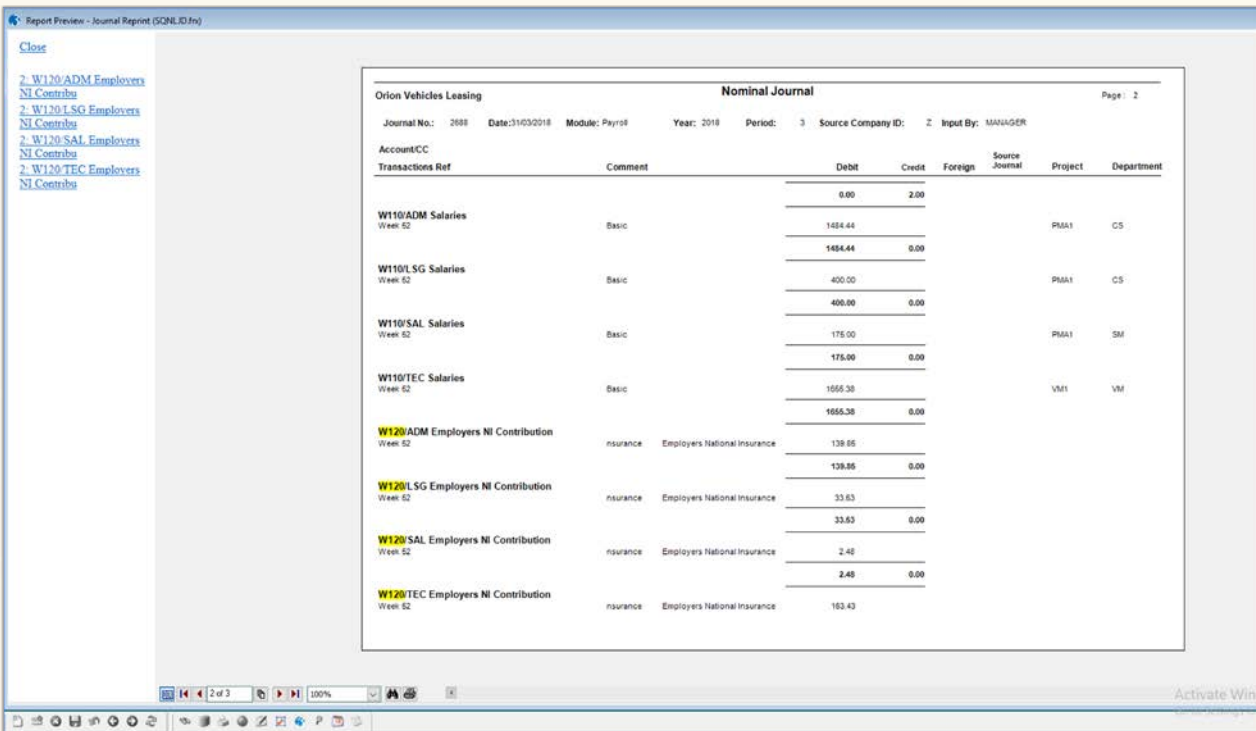 Report Preview - Journal Reprint (SQNLJD.frx)
Close
2: W120/ADM Employers
NI Contribu
2: W120/LSG Employers
NI Contribu
2: W120/SAL Employers
NI Contribu
2: W120/TEC Employers
NI Contribu
Orion Vehicles Leasing Nominal Journal Page: 2
Journal No.: 2688 Date:31/03/2018 Module: Payroll Year: 2018 Period: 3 Source Company ID: Z Input By: MANAGER
Account/CC
Transactions Ref Comment Debit Credit Foreign Source Journal Project Department
0.00 2.00
W110/ADM Salaries
Week 52 Basic 1484.44 PMA1 CS
1484.44 0.00
W110/LSG Salaries
Week 52 Basic 400.00 PMA1 CS
400.00 0.00
W110/SAL Salaries
Week 52 Basic 175.00 PMA1 SM
175.00 0.00
W110/TEC Salaries
Week 52 Basic 1655.38 VM1 VM
1655.38 0.00
W120/ADM Employers NI Contribution
Week 52 nsurance Employers National Insurance 139.85
139.85 0.00
W120/LSG Employers NI Contribution
Week 52 nsurance Employers National Insurance 33.53
33.53 0.00
W120/SAL Employers NI Contribution
Week 52 nsurance Employers National Insurance 2.48
2.48 0.00
W120/TEC Employers NI Contribution
Week 52 nsurance Employers National Insurance 163.43
2 of 3 100%
Activate Win